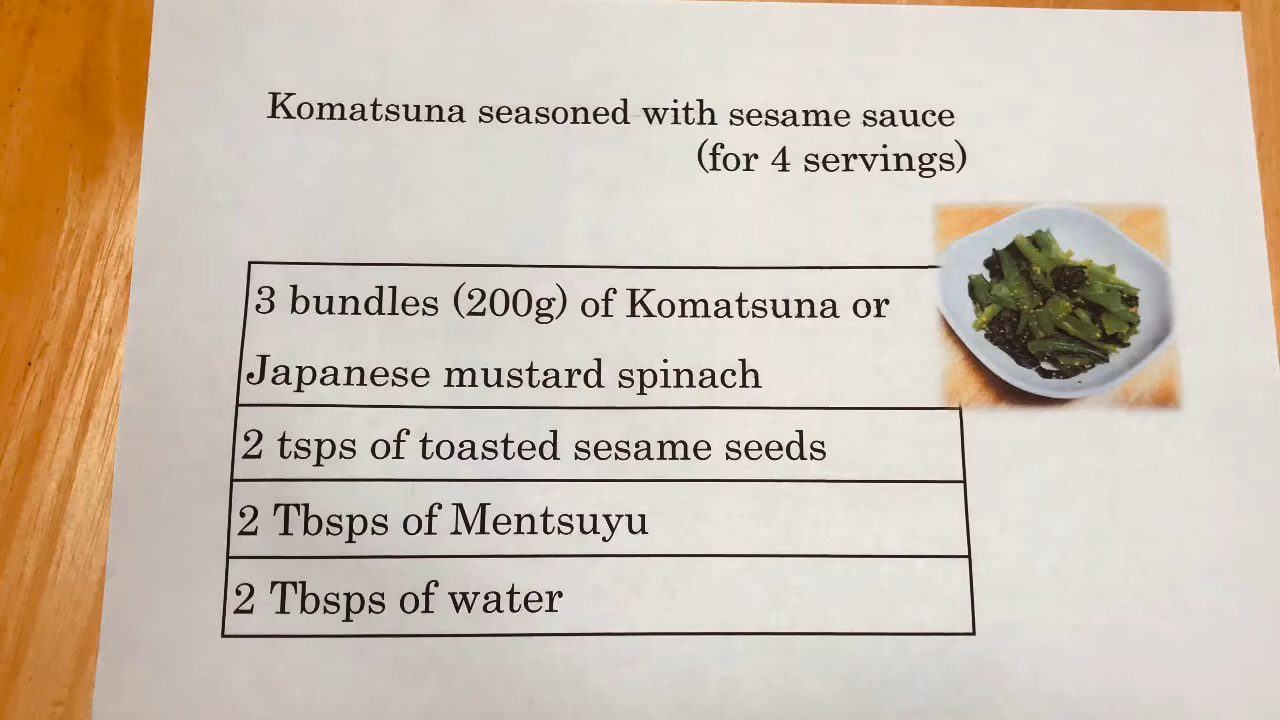 Komatsuna seasoned with sesame sauce
(for 4 servings)
3 bundles (200g) of Komatsuna or
Japanese mustard spinach
2 tsps of toasted sesame seeds
2 Tbsps of Mentsuyu
2 Tbsps of water